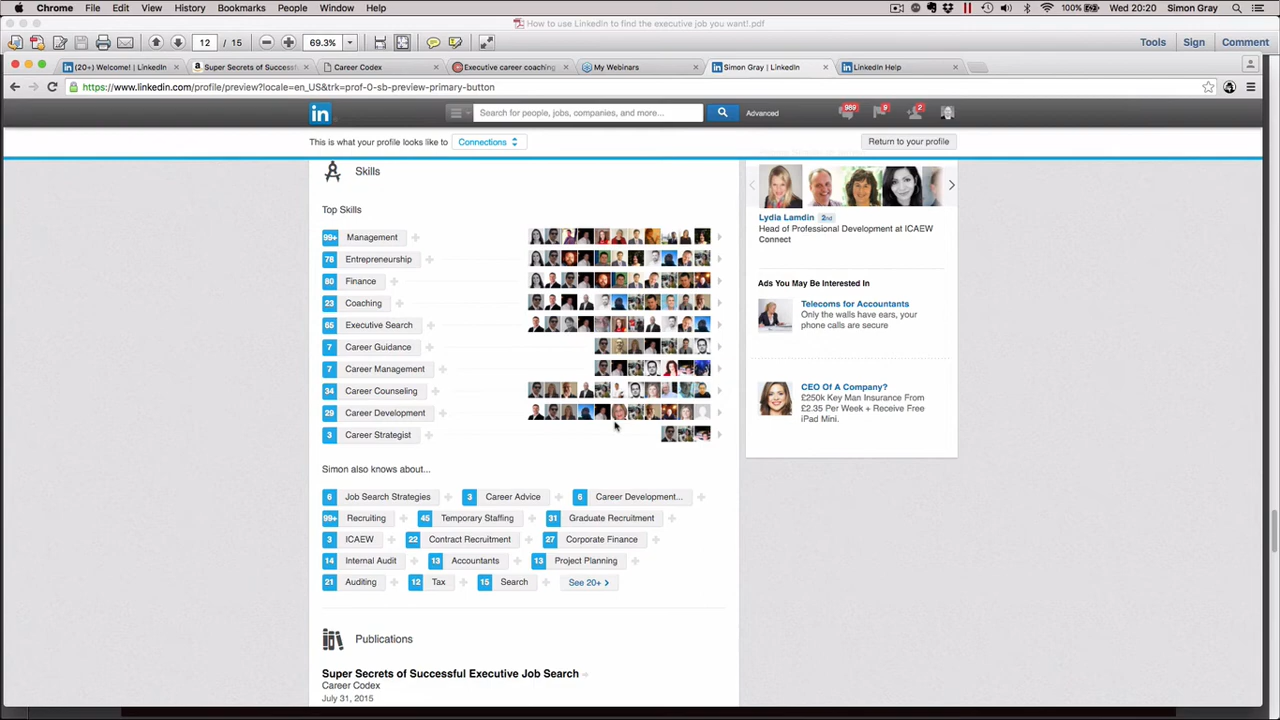 Chrome File Edit View History Bookmarks People Window Help 100% Wed 20:20 Simon Gray
How to use LinkedIn to find the executive job you want!.pdf
12 / 15 69.3% Tools Sign Comment
(20+) Welcome! | LinkedIn Super Secrets of Successf Career Codex Executive career coaching My Webinars Simon Gray | LinkedIn LinkedIn Help
https://www.linkedin.com/profile/preview?locale=en_US&trk=prof-0-sb-preview-primary-button
in Search for people, jobs, companies, and more... Advanced 989 9 2
This is what your profile looks like to Connections Return to your profile
Skills
Top Skills
99+ Management
78 Entrepreneurship
80 Finance
23 Coaching
65 Executive Search
7 Career Guidance
7 Career Management
34 Career Counseling
29 Career Development
3 Career Strategist
Simon also knows about...
6 Job Search Strategies 3 Career Advice 6 Career Development...
99+ Recruiting 45 Temporary Staffing 31 Graduate Recruitment
3 ICAEW 22 Contract Recruitment 27 Corporate Finance
14 Internal Audit 13 Accountants 13 Project Planning
21 Auditing 12 Tax 15 Search See 20+
Publications
Super Secrets of Successful Executive Job Search
Career Codex
July 31, 2015
Lydia Lamdin 2nd
Head of Professional Development at ICAEW
Connect
Ads You May Be Interested In
Telecoms for Accountants
Only the walls have ears, your
phone calls are secure
CEO Of A Company?
£250k Key Man Insurance From
£2.35 Per Week + Receive Free
iPad Mini.